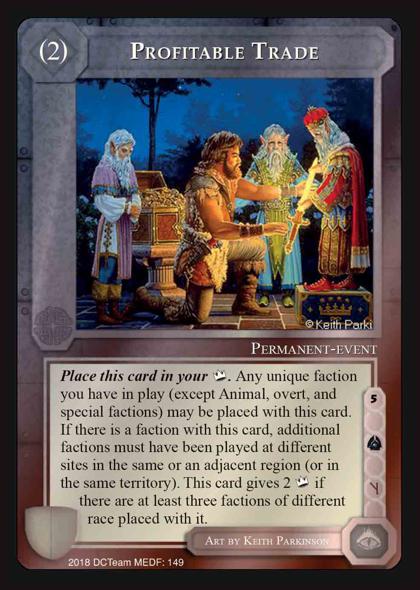 (2)
PROFITABLE TRADE
©Keith Parki
PERMANENT-EVENT
Place this card in your . Any unique faction
you have in play (except Animal, overt, and
special factions) may be placed with this card.
If there is a faction with this card, additional
factions must have been played at different
sites in the same or an adjacent region (or in
the same territory). This card gives 2 if
there are at least three factions of different
race placed with it.
5
ART BY KEITH PARKINSON
2018 DCTeam MEDF: 149